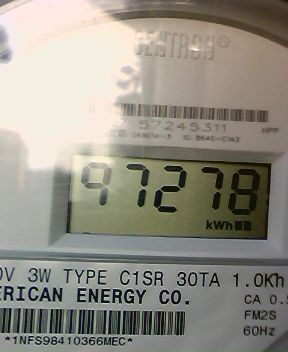 CENTRON®
57245311 HPP
97278
kWh
0V 3W TYPE C1SR 30TA 1.0Kh
ERICAN ENERGY CO. CA 0.5
FM2S
*1NFS98410366MEC* 60Hz